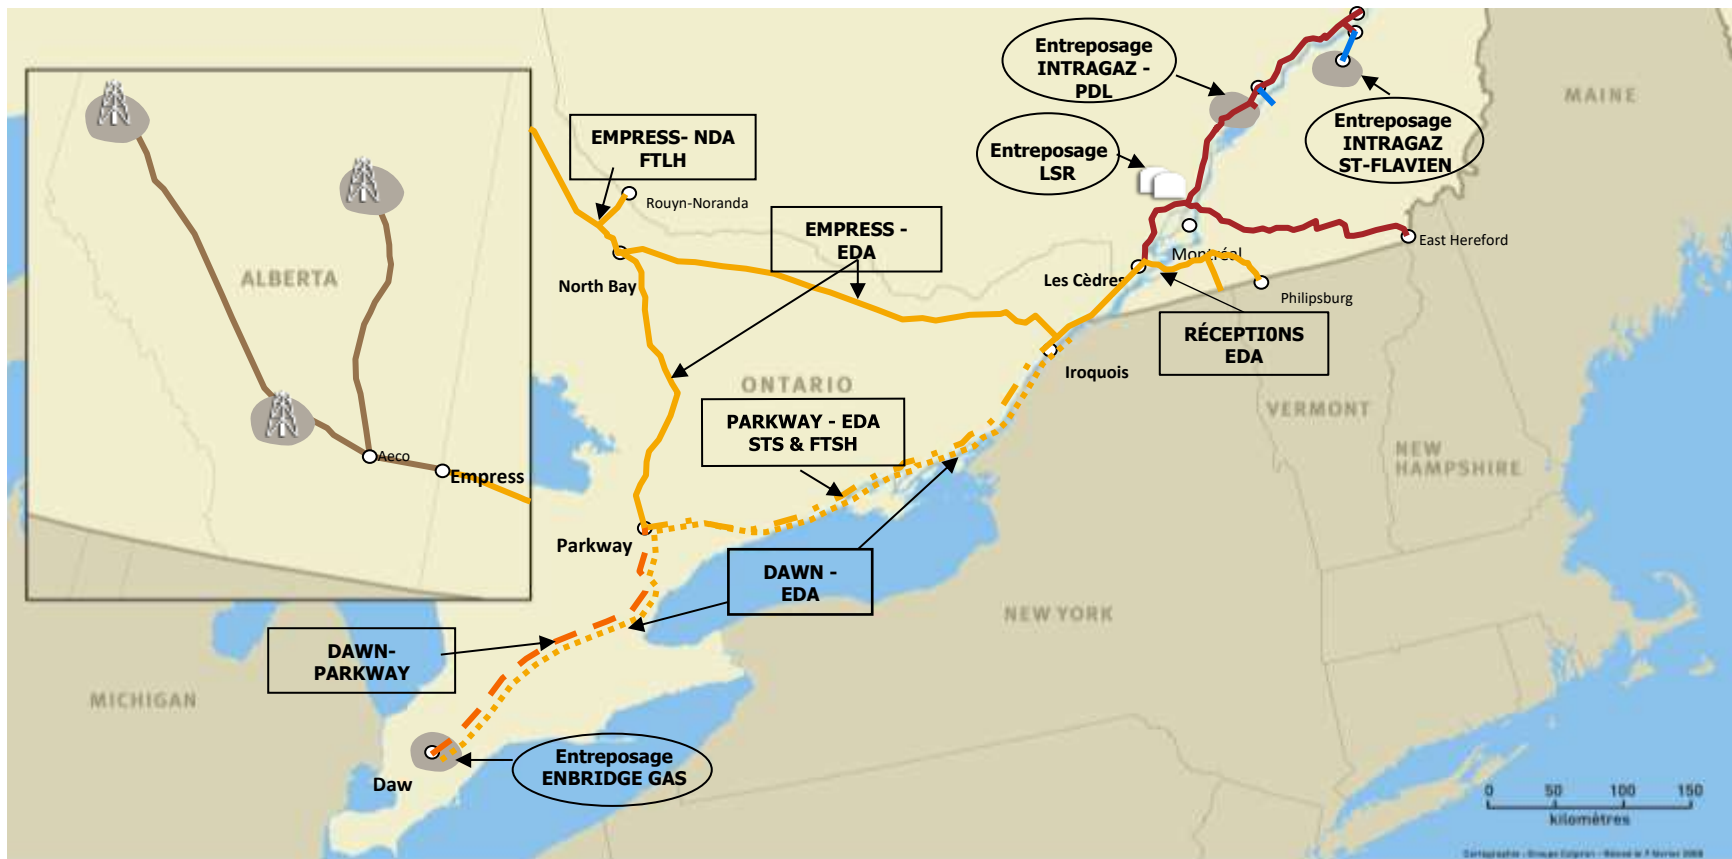 Entreposage
INTRAGAZ -
PDL
MAINE
EMPRESS- NDA
FTLH
Entreposage
LSR
Entreposage
INTRAGAZ
ST-FLAVIEN
Rouyn-Noranda
EMPRESS -
EDA
East Hereford
Montréal
ALBERTA
North Bay
Les Cèdres
Philipsburg
RÉCEPTI0NS
EDA
Iroquois
ONTARIO
VERMONT
PARKWAY - EDA
STS & FTSH
NEW
HAMPSHIRE
Aeco
Empress
Parkway
DAWN -
EDA
NEW YORK
DAWN-
PARKWAY
MICHIGAN
Entreposage
ENBRIDGE GAS
Daw
0 50 100 150
kilomètres